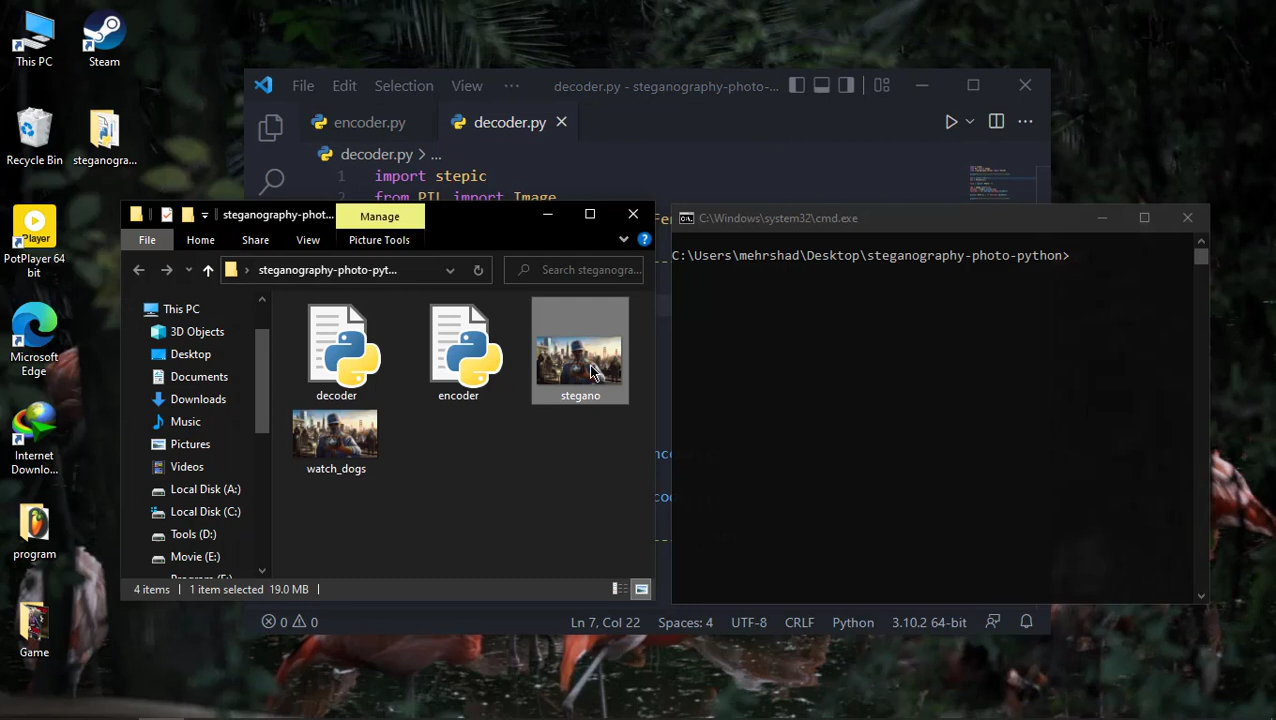 This PC
Steam
Recycle Bin
steganogra...
PotPlayer 64
bit
Microsoft
Edge
Internet
Downlo...
program
Game
File Edit Selection View ··· decoder.py - steganography-photo-...
encoder.py
decoder.py
decoder.py > ...
1 import stepic
2 from PIL import Image
steganography-phot...
Manage
File Home Share View Picture Tools
steganography-photo-pyt...
Search steganogra...
This PC
3D Objects
Desktop
Documents
Downloads
Music
Pictures
Videos
Local Disk (A:)
Local Disk (C:)
Tools (D:)
Movie (E:)
decoder
encoder
stegano
watch_dogs
4 items 1 item selected 19.0 MB
C:\Windows\system32\cmd.exe
C:\Users\mehrshad\Desktop\steganography-photo-python>
0 0 Ln 7, Col 22 Spaces: 4 UTF-8 CRLF Python 3.10.2 64-bit